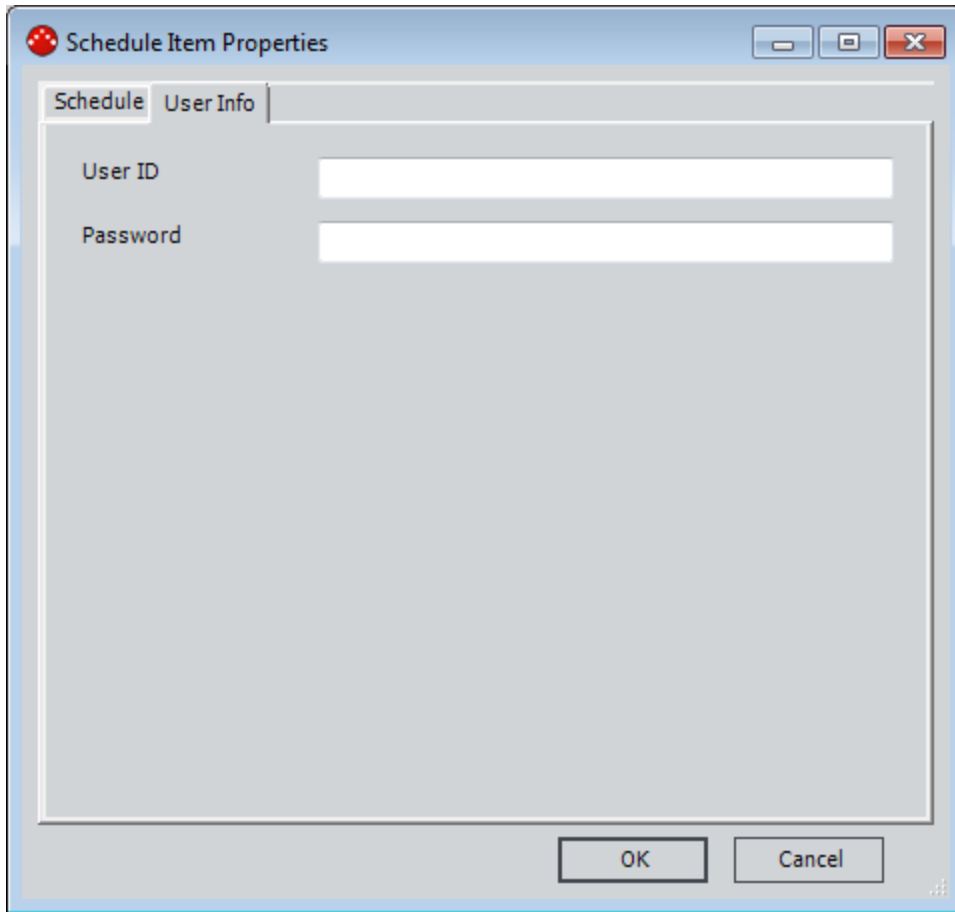 Schedule Item Properties
Schedule User Info
User ID
Password
OK Cancel